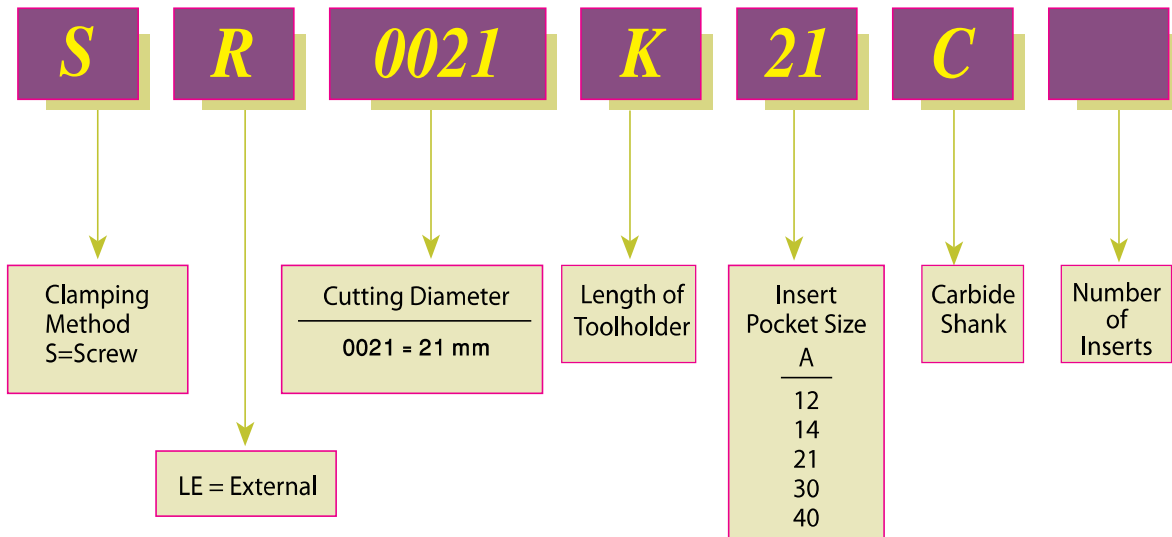 S R 0021 K 21 C
Clamping
Method
S=Screw
LE = External
Cutting Diameter
0021 = 21 mm
Length of
Toolholder
Insert
Pocket Size
A
12
14
21
30
40
Carbide
Shank
Number
of
Inserts